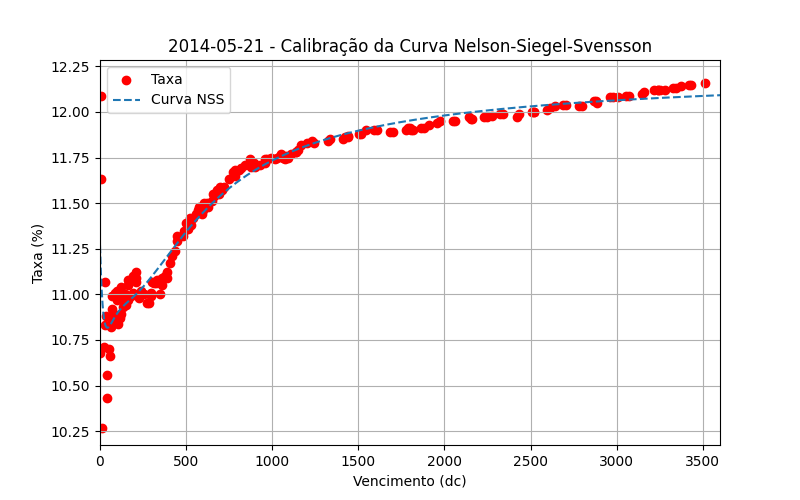 2014-05-21 - Calibração da Curva Nelson-Siegel-Svensson
Taxa
Curva NSS
Taxa (%)
12.25
12.00
11.75
11.50
11.25
11.00
10.75
10.50
10.25
0 500 1000 1500 2000 2500 3000 3500
Vencimento (dc)